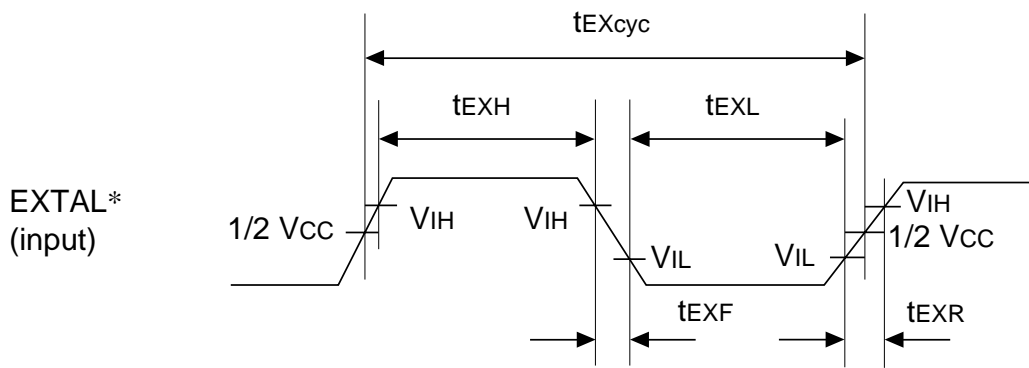 tEXcyc
tEXH
tEXL
EXTAL*
(input)
1/2 VCC
VIH
VIH
VIL
VIL
VIH
1/2 VCC
tEXF
tEXR